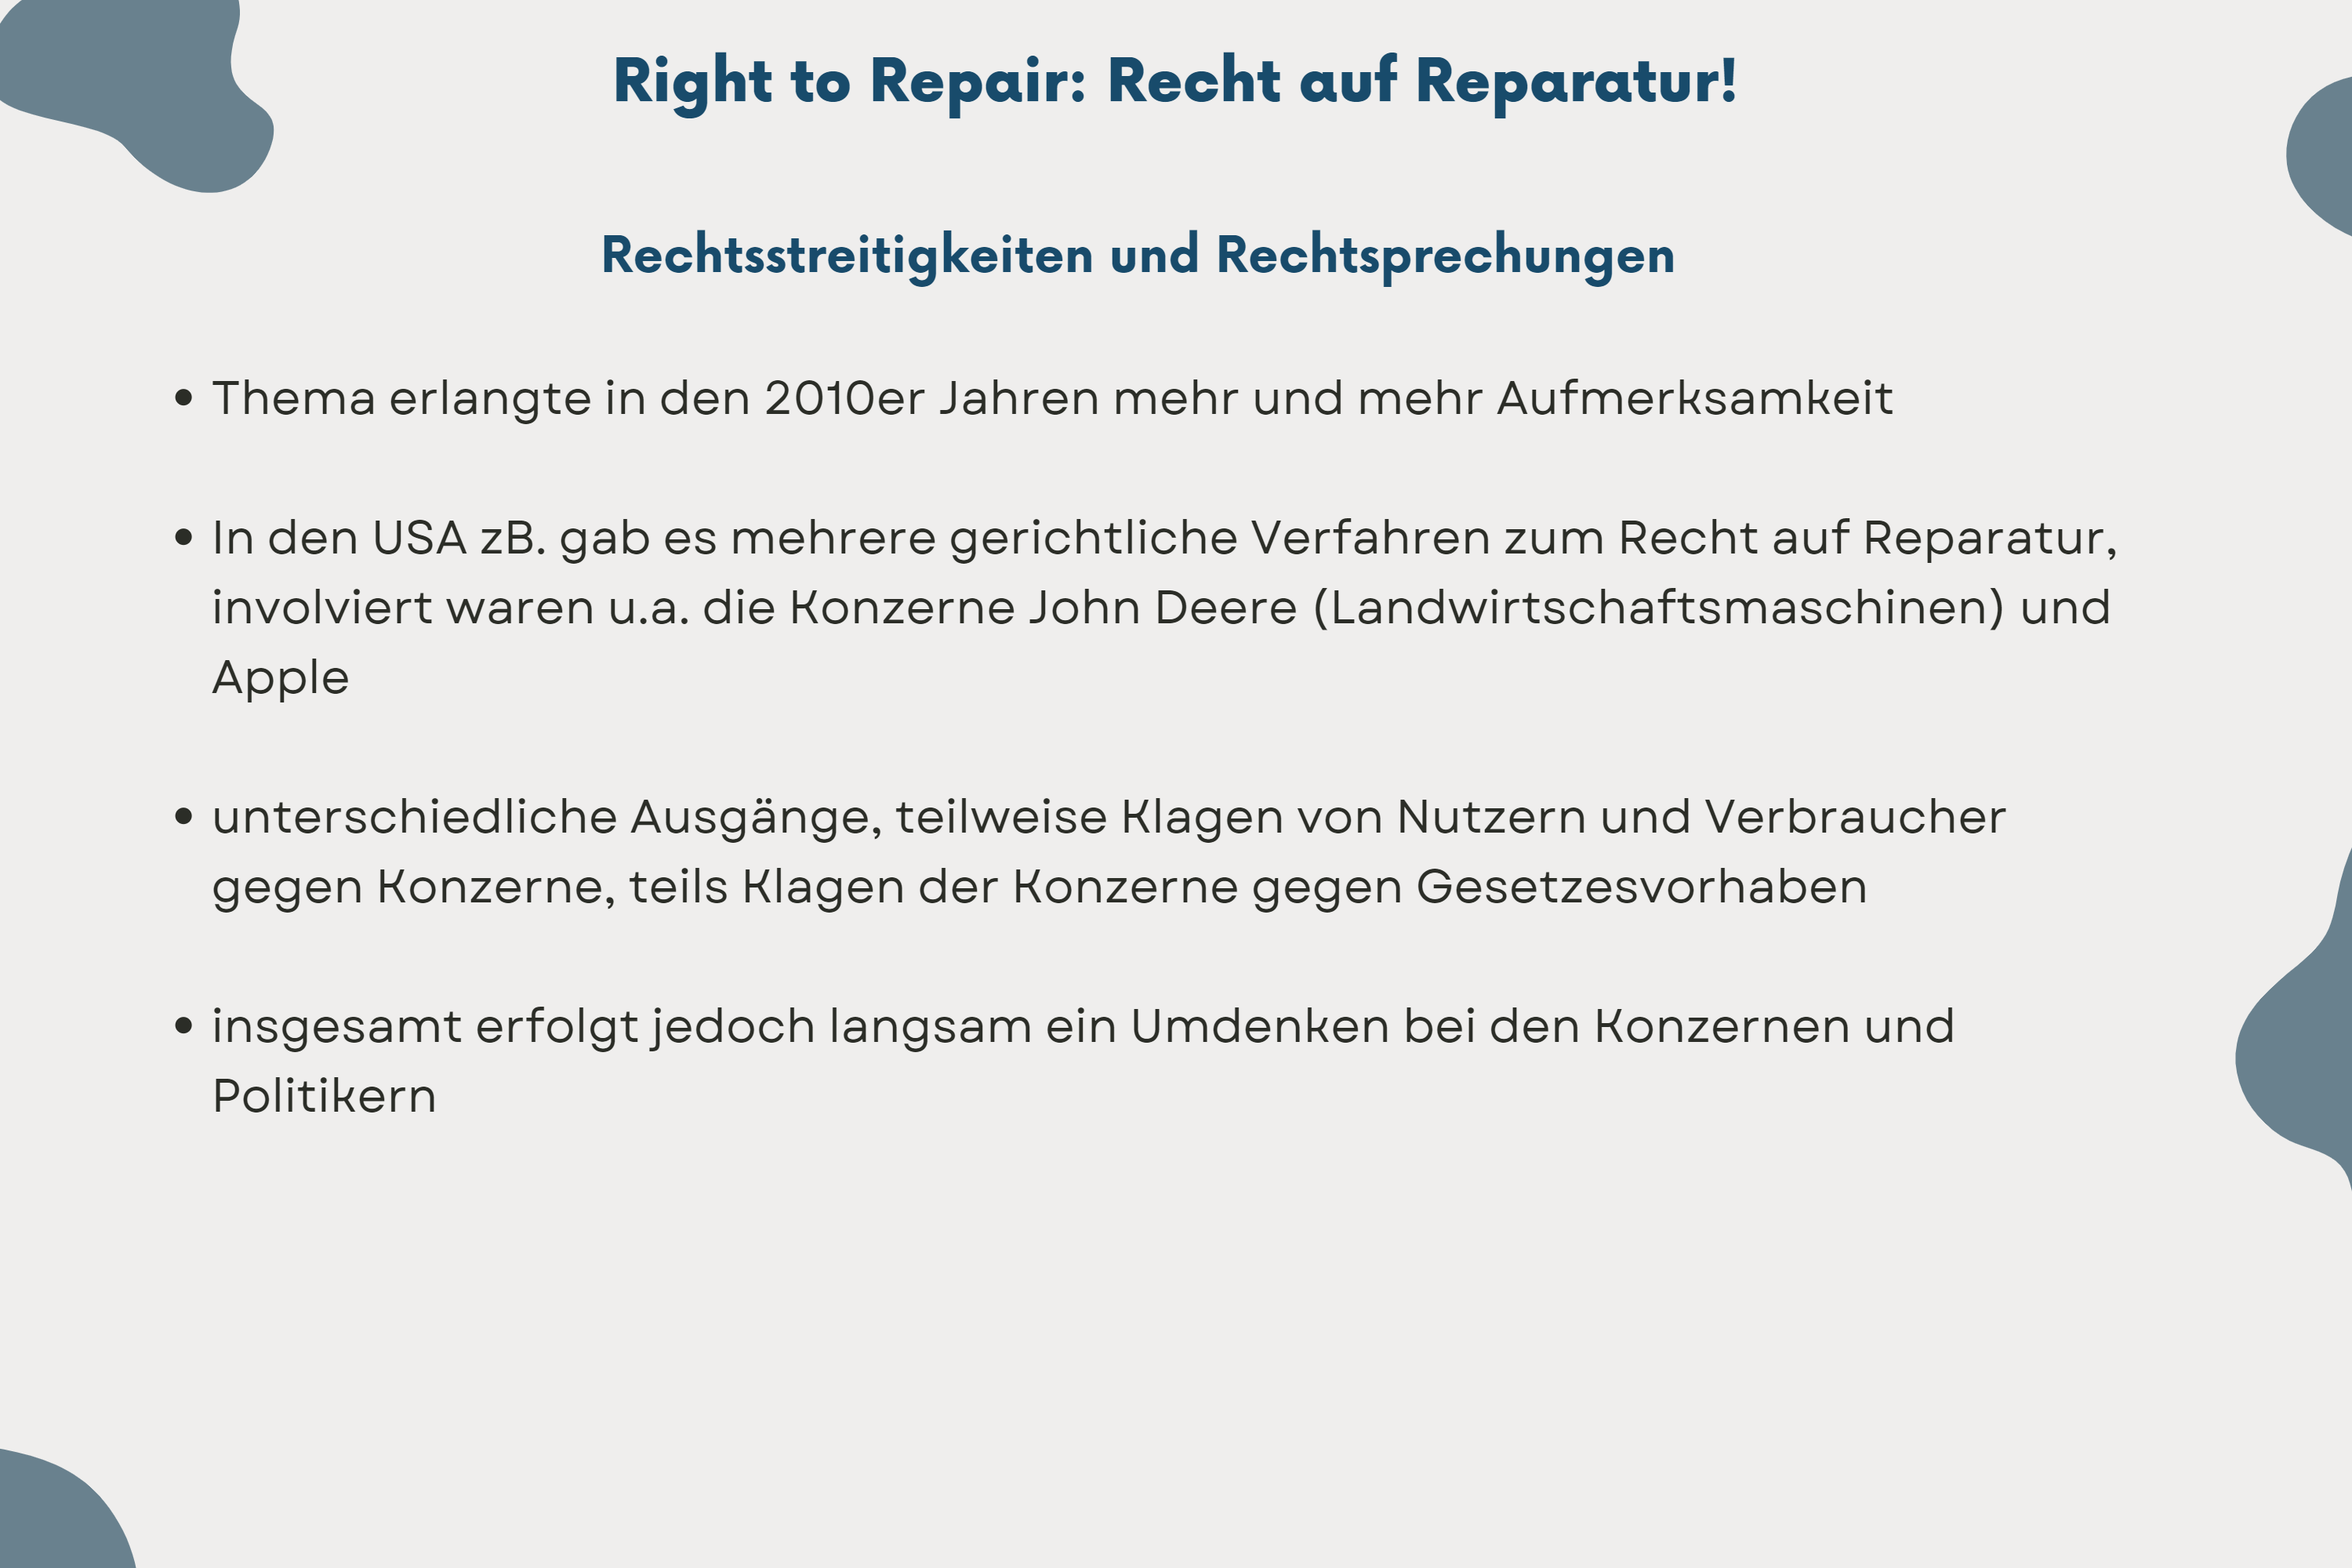 Right to Repair: Recht auf Reparatur!
Rechtsstreitigkeiten und Rechtsprechungen
• Thema erlangte in den 2010er Jahren mehr und mehr Aufmerksamkeit
• In den USA zB. gab es mehrere gerichtliche Verfahren zum Recht auf Reparatur,
involviert waren u.a. die Konzerne John Deere (Landwirtschaftsmaschinen) und
Apple
• unterschiedliche Ausgänge, teilweise Klagen von Nutzern und Verbraucher
gegen Konzerne, teils Klagen der Konzerne gegen Gesetzesvorhaben
• insgesamt erfolgt jedoch langsam ein Umdenken bei den Konzernen und
Politikern